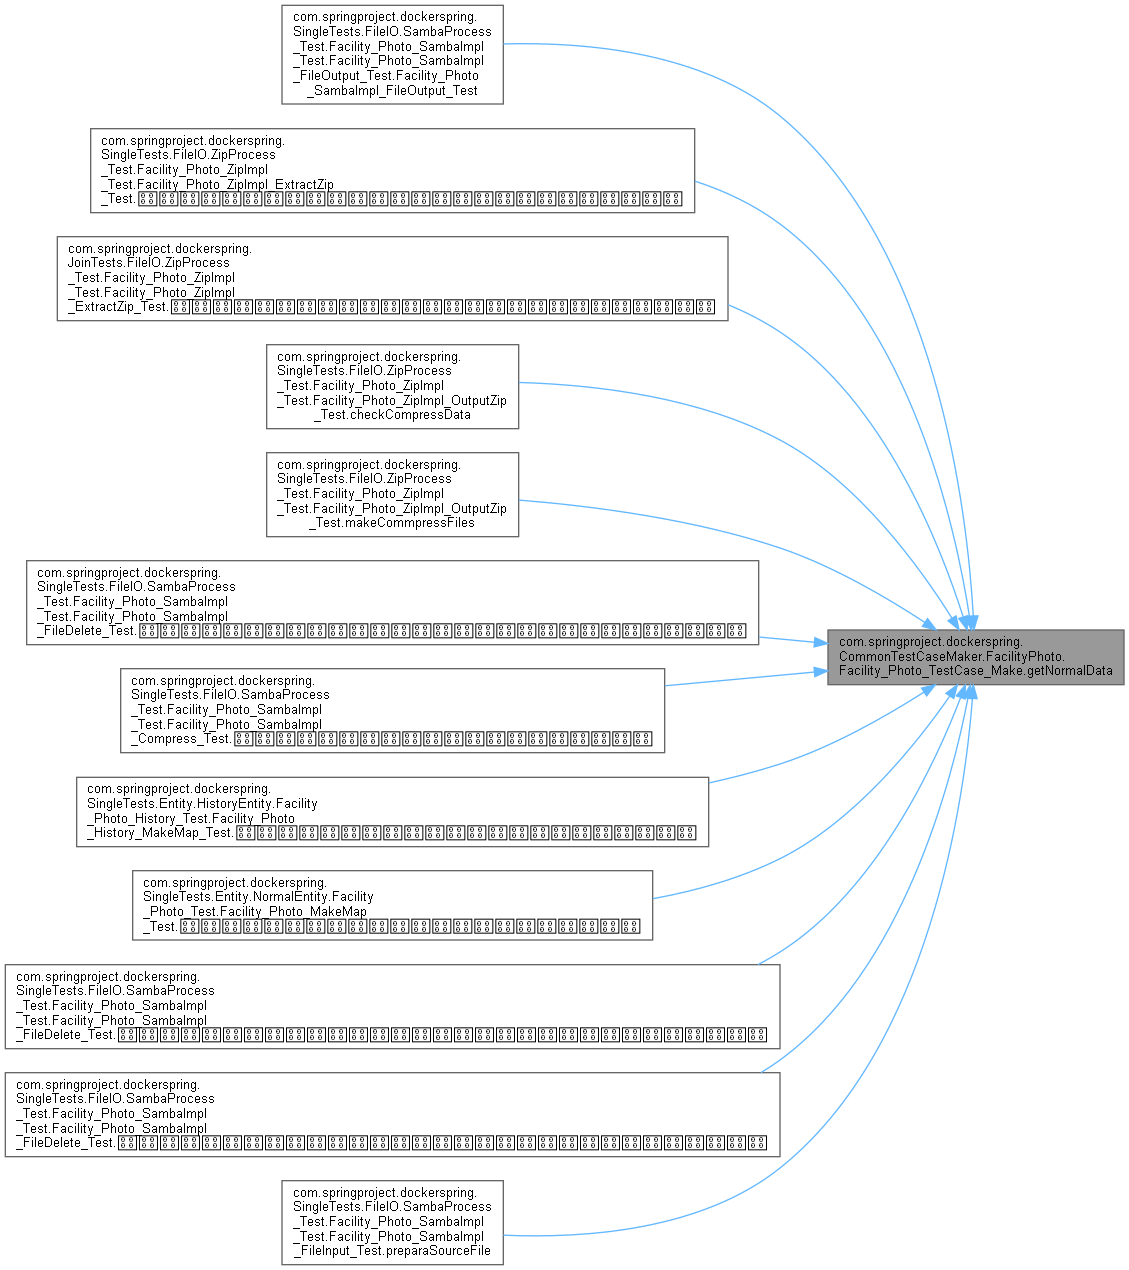 com.springproject.dockerspring.
SingleTests.FileIO.SambaProcess
_Test.Facility_Photo_SambaImpl
_Test.Facility_Photo_SambaImpl
_FileOutput_Test.Facility_Photo
_SambaImpl_FileOutput_Test
com.springproject.dockerspring.
SingleTests.FileIO.ZipProcess
_Test.Facility_Photo_ZipImpl
_Test.Facility_Photo_ZipImpl_ExtractZip
_Test.
com.springproject.dockerspring.
JoinTests.FileIO.ZipProcess
_Test.Facility_Photo_ZipImpl
_Test.Facility_Photo_ZipImpl
_ExtractZip_Test.
com.springproject.dockerspring.
SingleTests.FileIO.ZipProcess
_Test.Facility_Photo_ZipImpl
_Test.Facility_Photo_ZipImpl_OutputZip
_Test.checkCompressData
com.springproject.dockerspring.
SingleTests.FileIO.ZipProcess
_Test.Facility_Photo_ZipImpl
_Test.Facility_Photo_ZipImpl_OutputZip
_Test.makeCommpressFiles
com.springproject.dockerspring.
SingleTests.FileIO.SambaProcess
_Test.Facility_Photo_SambaImpl
_Test.Facility_Photo_SambaImpl
_FileDelete_Test.
com.springproject.dockerspring.
CommonTestCaseMaker.FacilityPhoto.
Facility_Photo_TestCase_Make.getNormalData
com.springproject.dockerspring.
SingleTests.FileIO.SambaProcess
_Test.Facility_Photo_SambaImpl
_Test.Facility_Photo_SambaImpl
_Compress_Test.
com.springproject.dockerspring.
SingleTests.Entity.HistoryEntity.Facility
_Photo_History_Test.Facility_Photo
_History_MakeMap_Test.
com.springproject.dockerspring.
SingleTests.Entity.NormalEntity.Facility
_Photo_Test.Facility_Photo_MakeMap
_Test.
com.springproject.dockerspring.
SingleTests.FileIO.SambaProcess
_Test.Facility_Photo_SambaImpl
_Test.Facility_Photo_SambaImpl
_FileDelete_Test.
com.springproject.dockerspring.
SingleTests.FileIO.SambaProcess
_Test.Facility_Photo_SambaImpl
_Test.Facility_Photo_SambaImpl
_FileDelete_Test.
com.springproject.dockerspring.
SingleTests.FileIO.SambaProcess
_Test.Facility_Photo_SambaImpl
_Test.Facility_Photo_SambaImpl
_FileInput_Test.preparaSourceFile